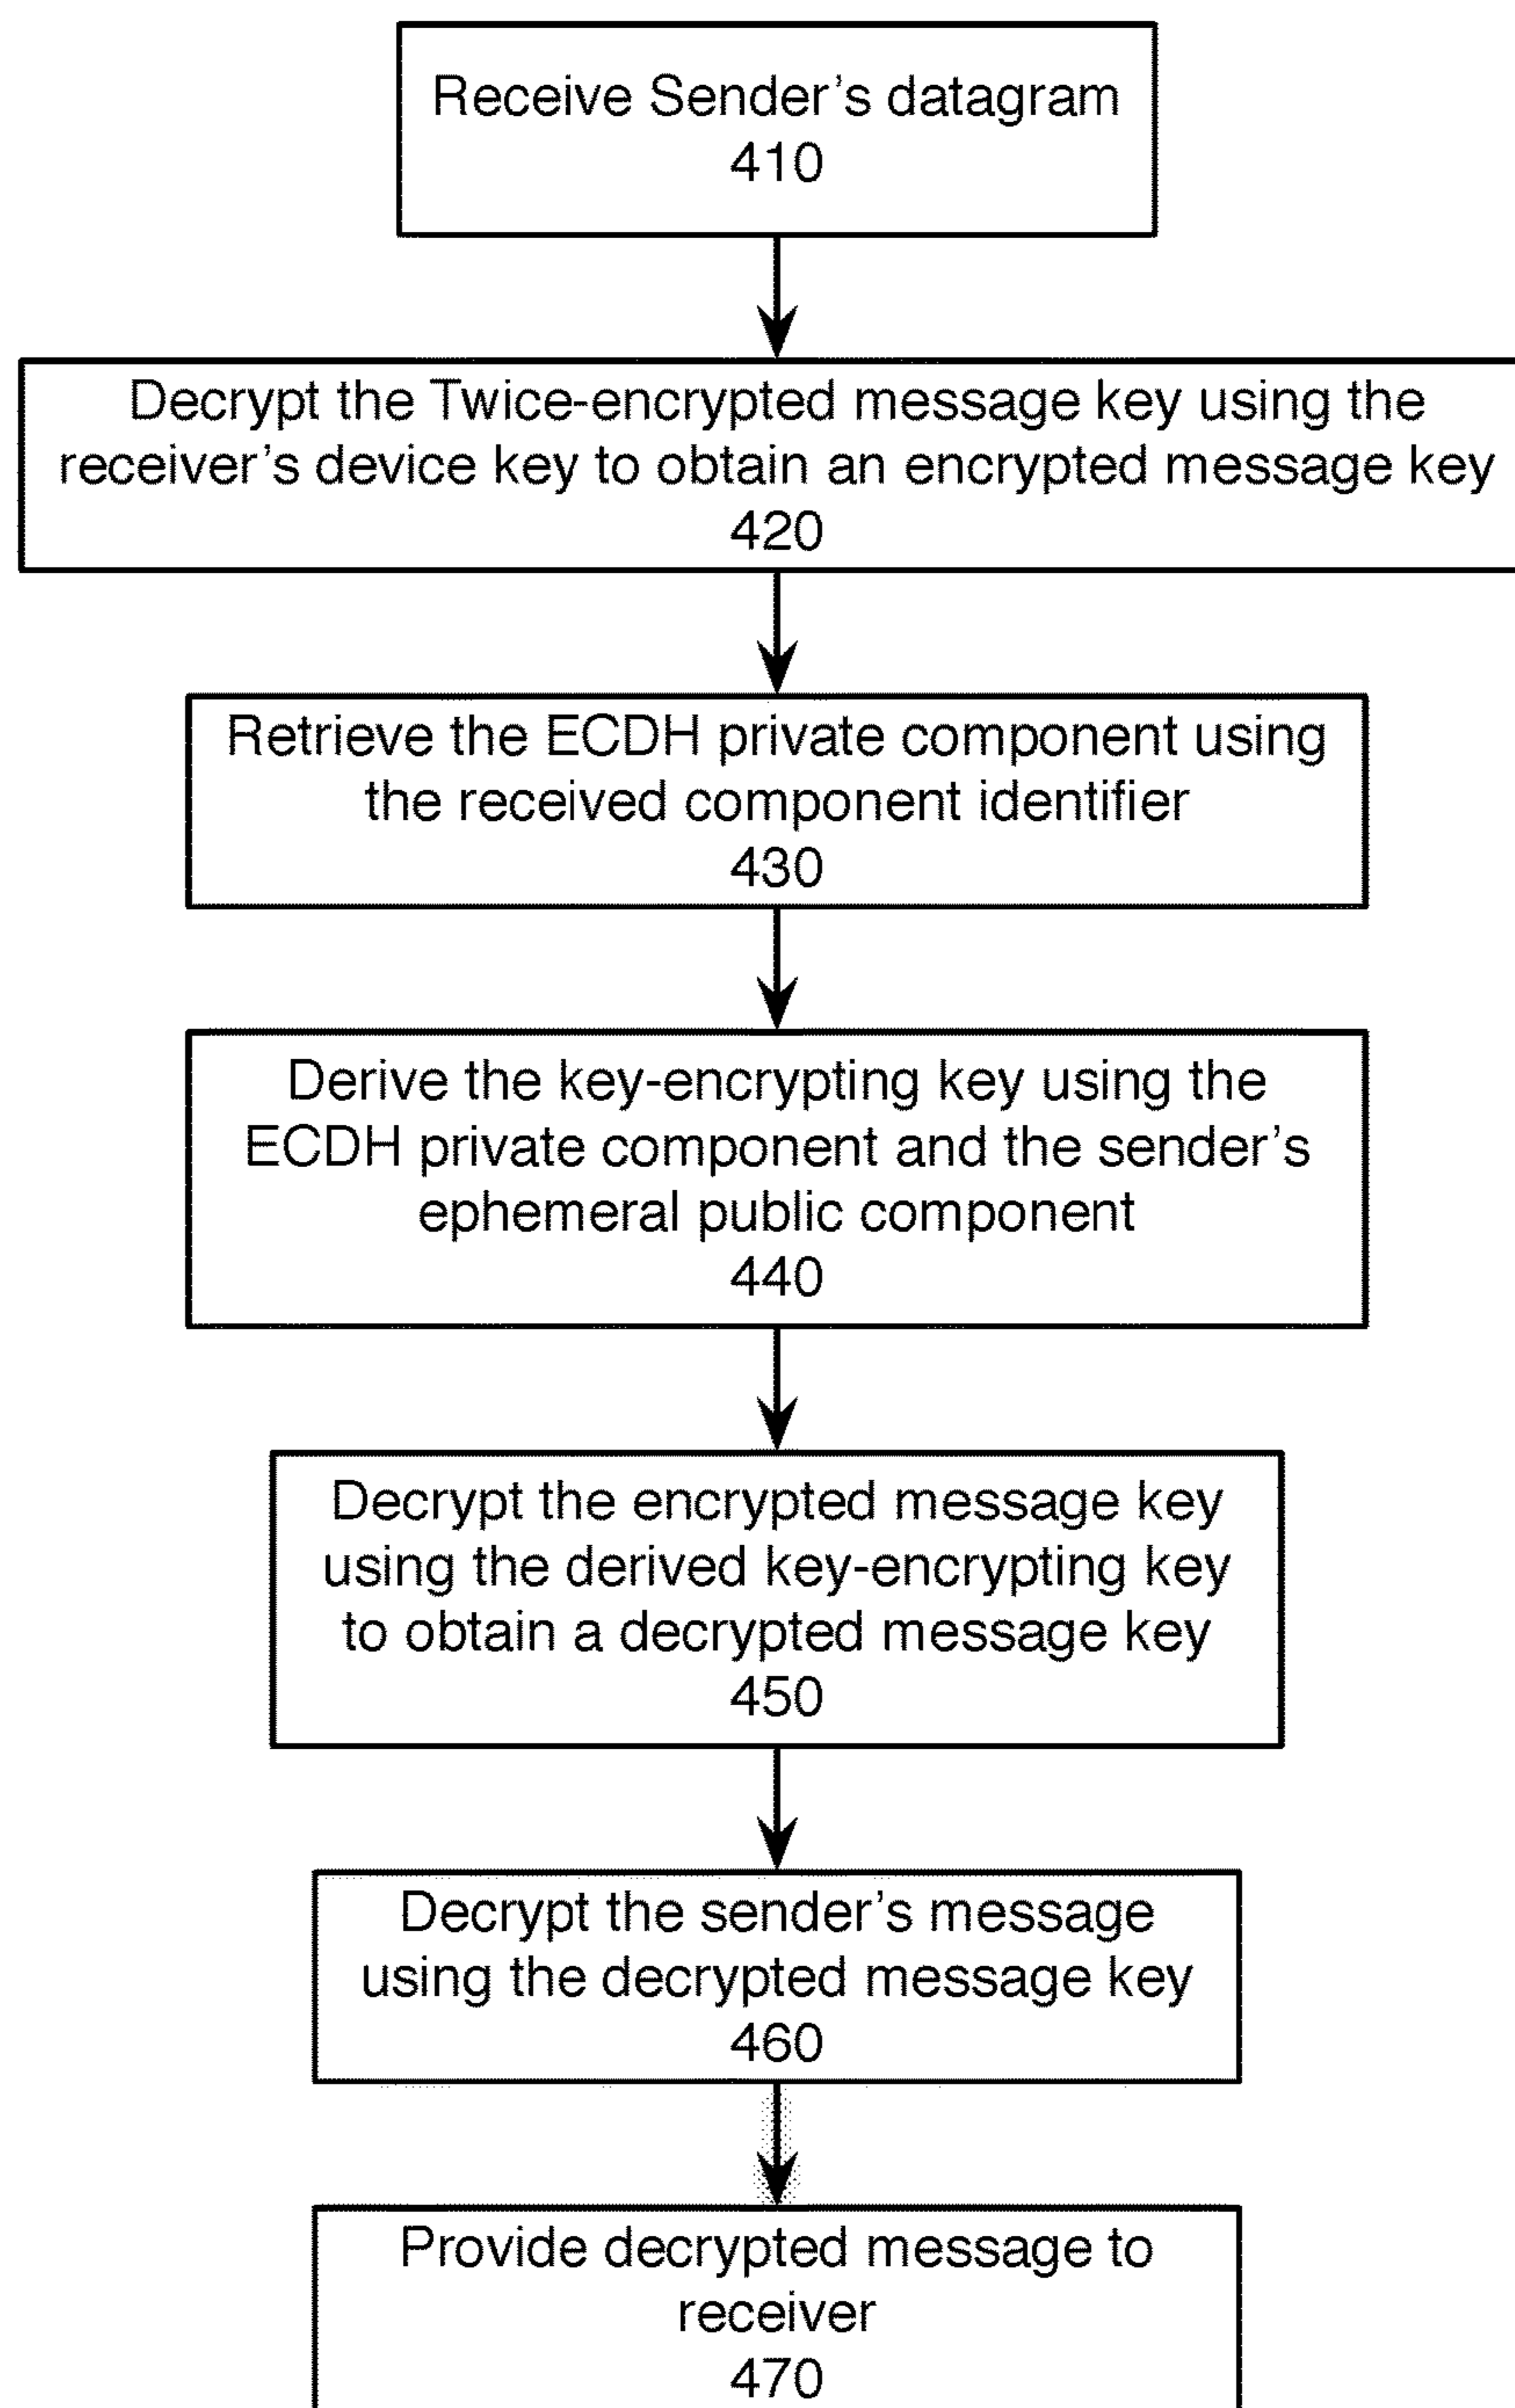 Receive Sender's datagram
410
Decrypt the Twice-encrypted message key using the
receiver's device key to obtain an encrypted message key
420
Retrieve the ECDH private component using
the received component identifier
430
Derive the key-encrypting key using the
ECDH private component and the sender's
ephemeral public component
440
Decrypt the encrypted message key
using the derived key-encrypting key
to obtain a decrypted message key
450
Decrypt the sender's message
using the decrypted message key
460
Provide decrypted message to
receiver
470